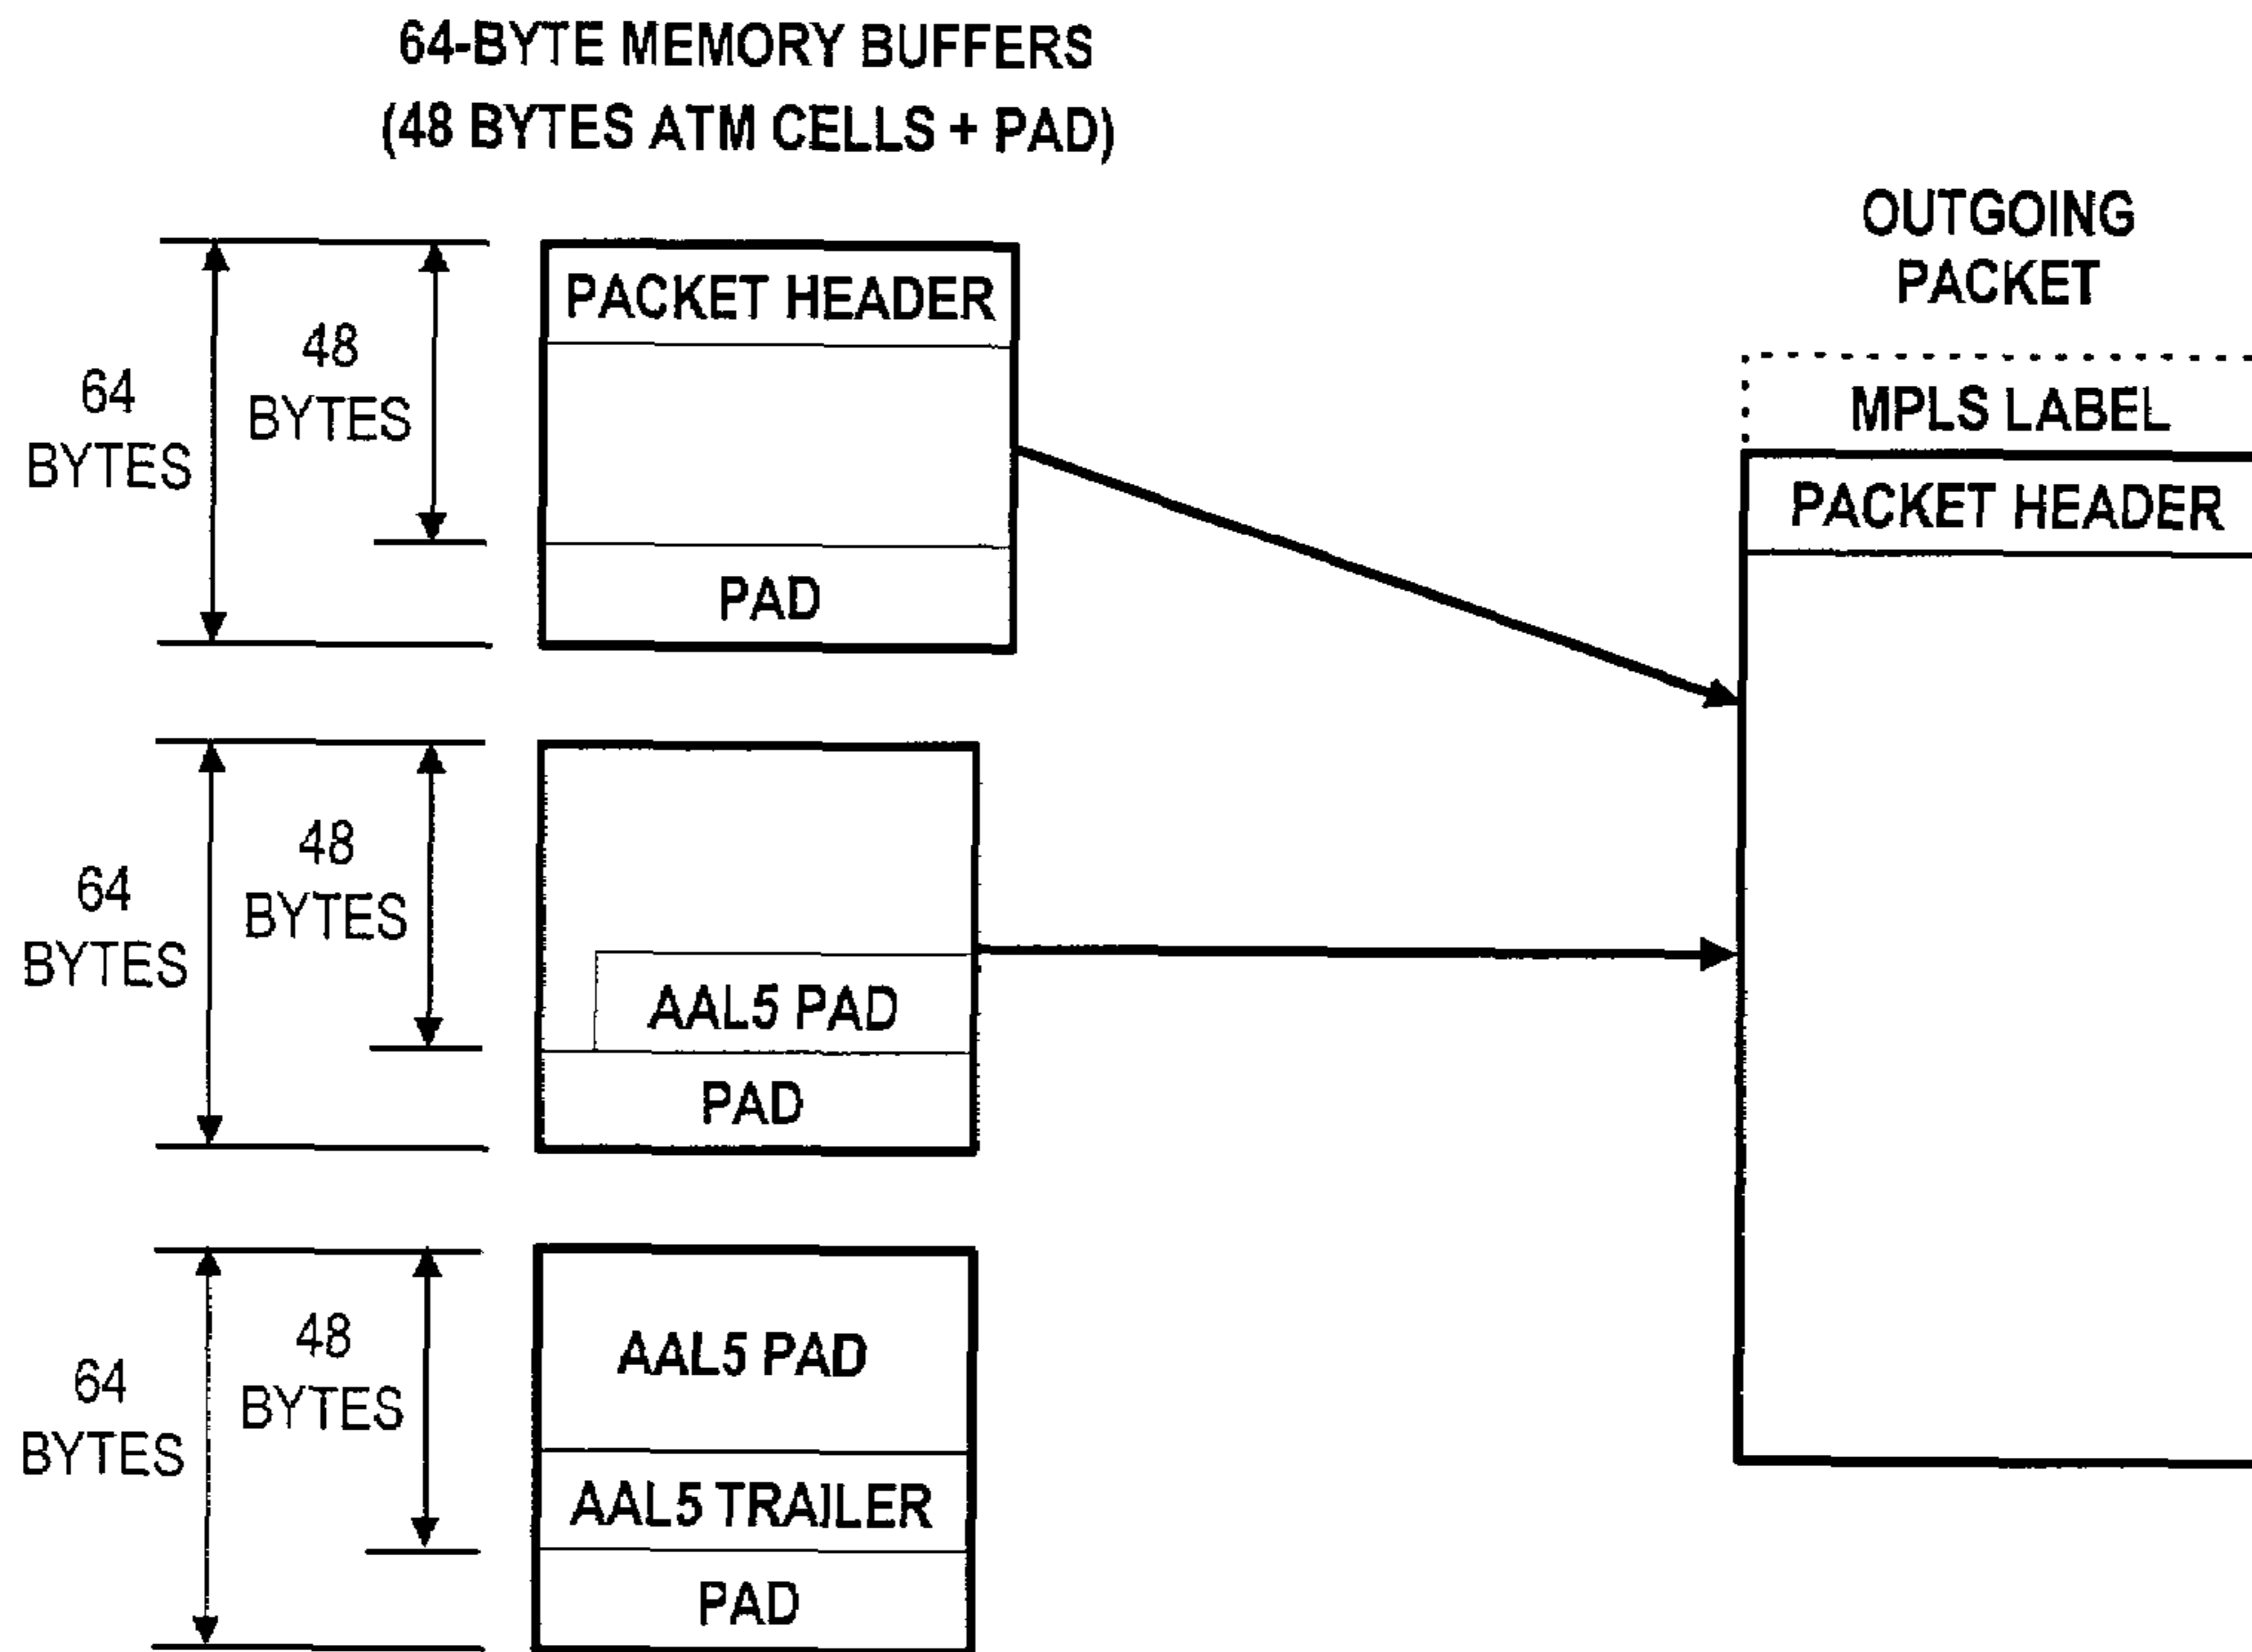 64-BYTE MEMORY BUFFERS
(48 BYTES ATM CELLS + PAD)
64
BYTES
48
BYTES
PACKET HEADER
PAD
64
BYTES
48
BYTES
AAL5 PAD
PAD
64
BYTES
48
BYTES
AAL5 PAD
AAL5 TRAILER
PAD
OUTGOING
PACKET
MPLS LABEL
PACKET HEADER